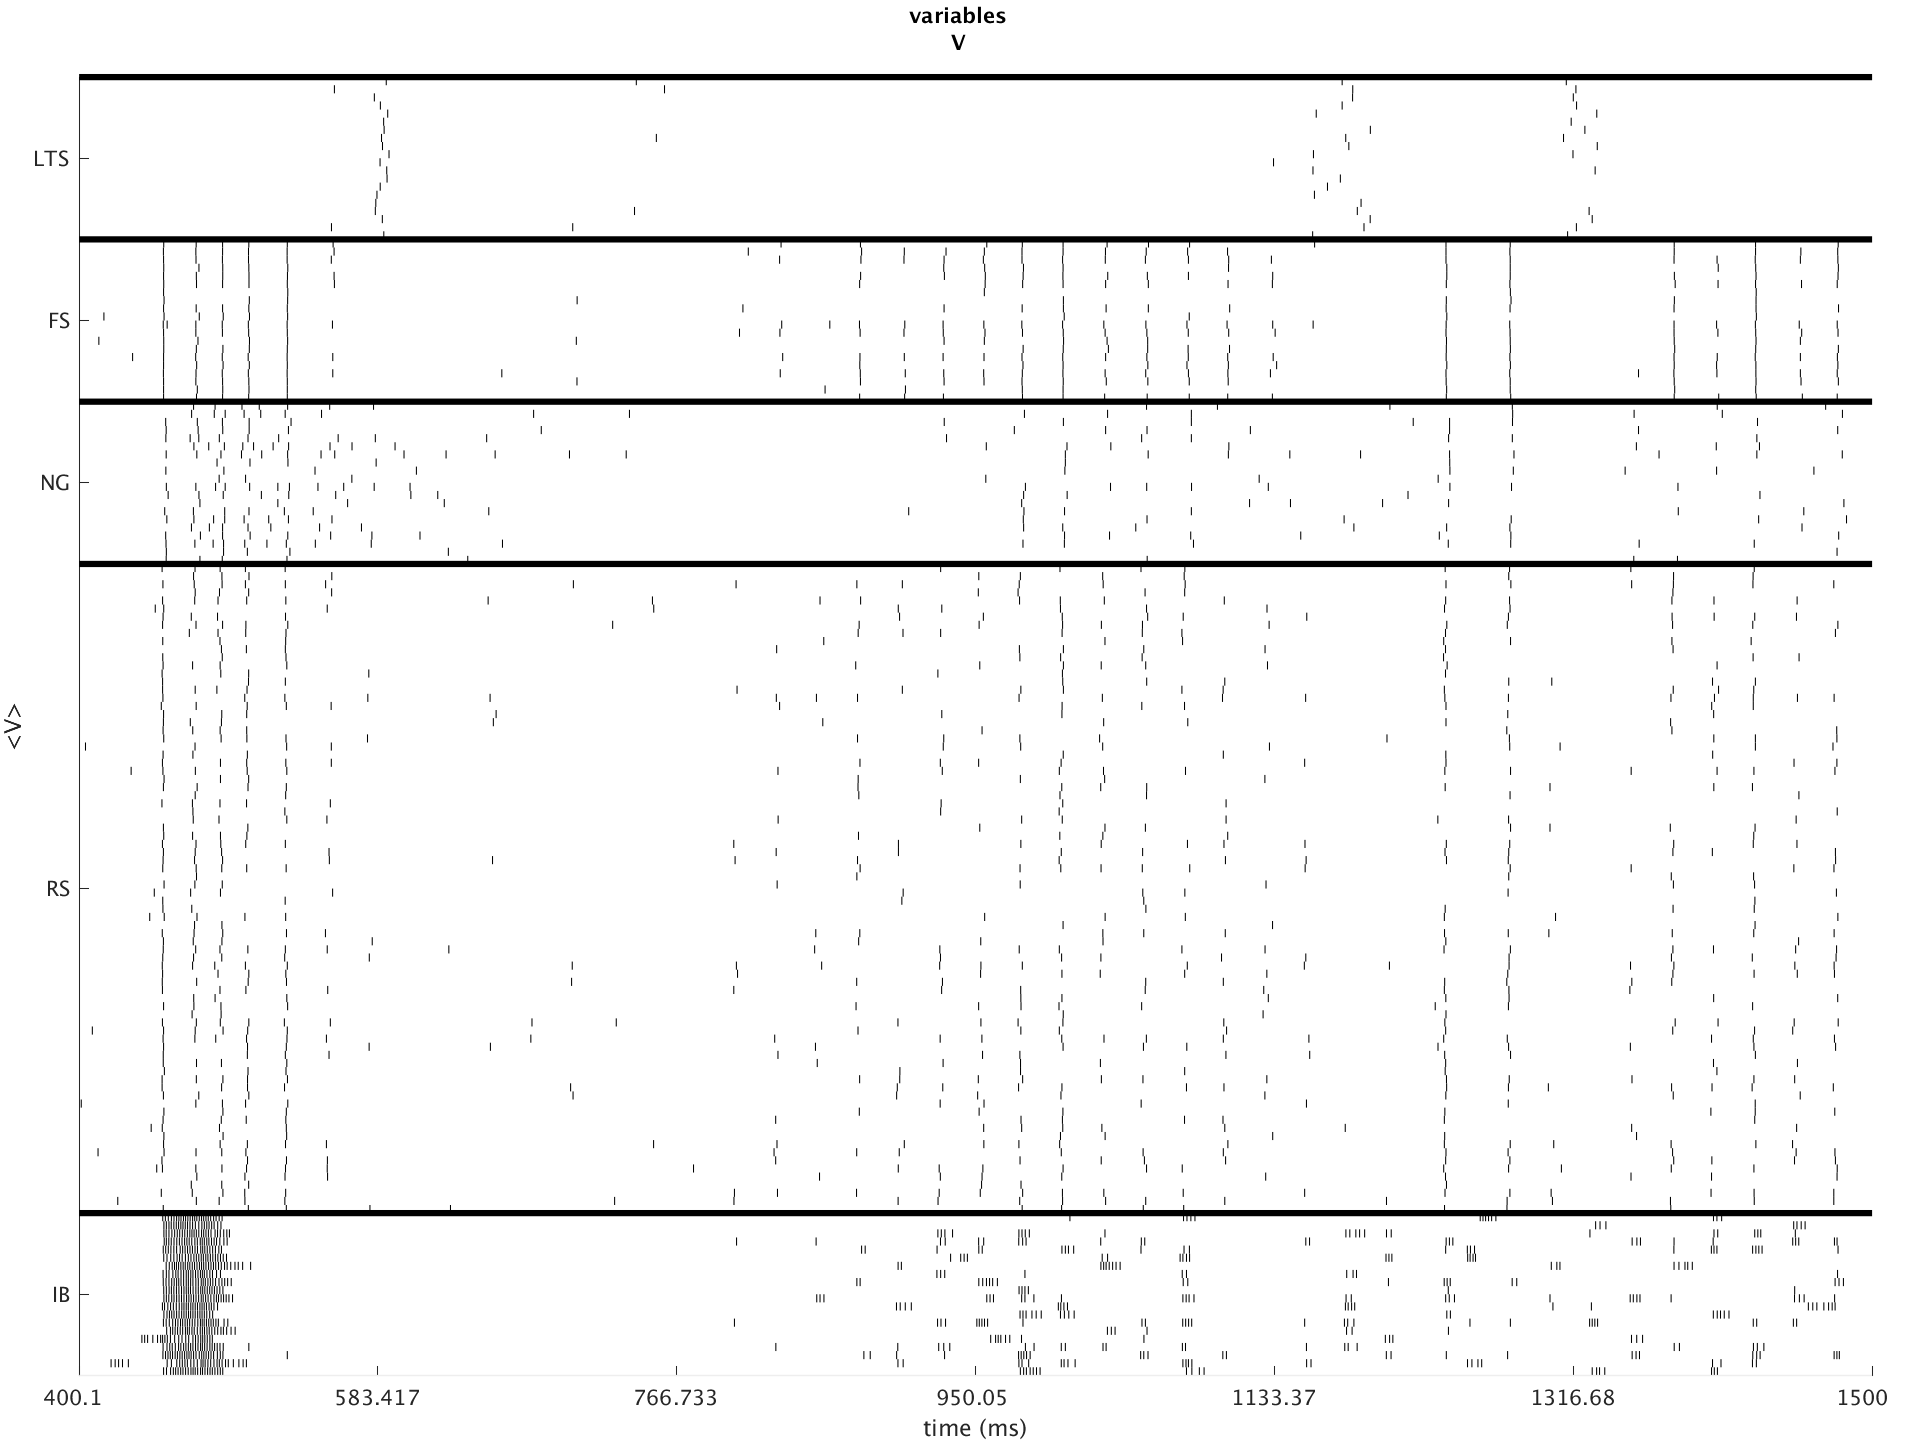 variables
V
LTS
FS
NG
RS
IB
<V>
400.1 583.417 766.733 950.05 1133.37 1316.68 1500
time (ms)